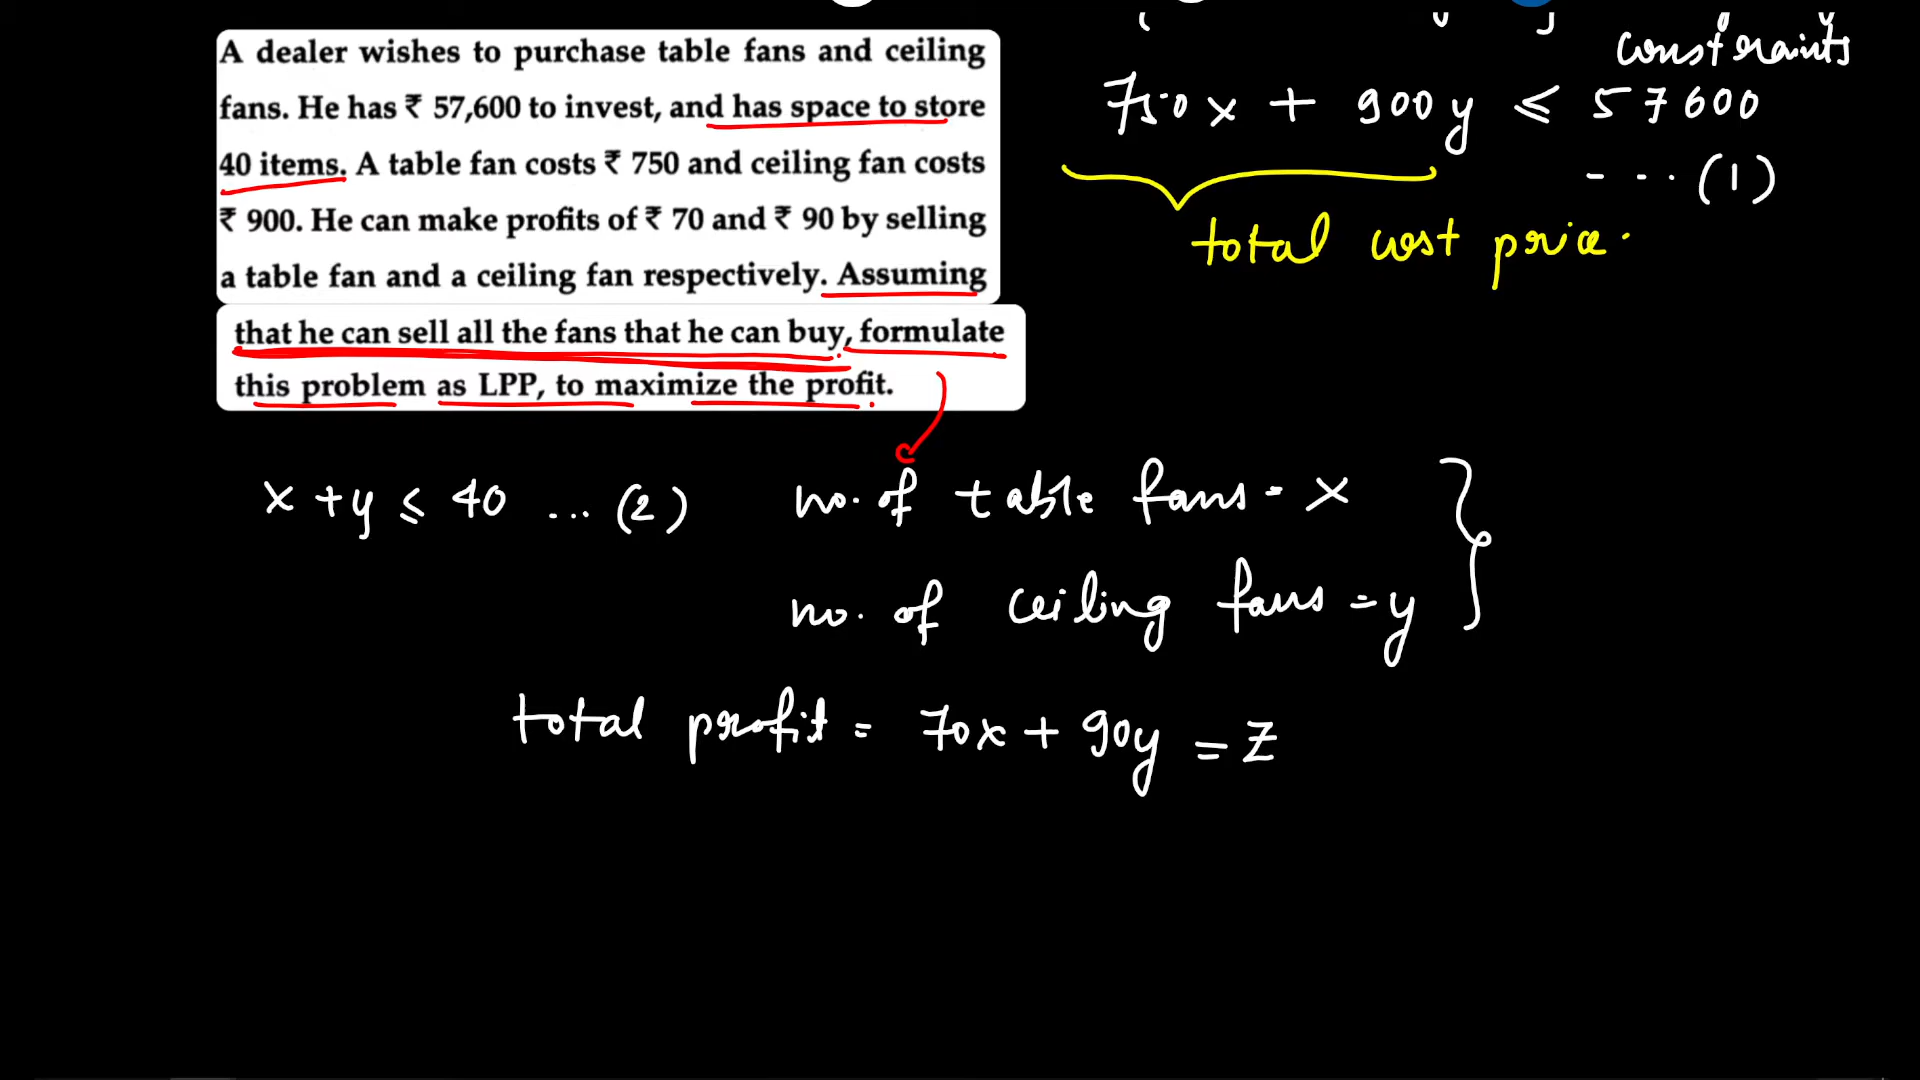 A dealer wishes to purchase table fans and ceiling
fans. He has ₹ 57,600 to invest, and has space to store
40 items. A table fan costs ₹ 750 and ceiling fan costs
₹ 900. He can make profits of ₹ 70 and ₹ 90 by selling
a table fan and a ceiling fan respectively. Assuming
that he can sell all the fans that he can buy, formulate
this problem as LPP, to maximize the profit.
constraints
750x + 900y ≤ 57600
--- (1)
total cost price.
x + y ≤ 40 ... (2)
no. of table fans = x
no. of ceiling fans = y
total profit = 70x + 90y = z